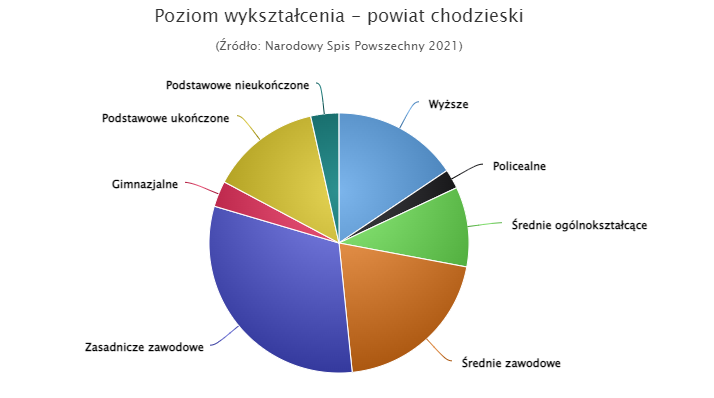 Poziom wykształcenia - powiat chodzieski
(Źródło: Narodowy Spis Powszechny 2021)
Podstawowe nieukończone
Wyższe
Podstawowe ukończone
Policealne
Gimnazjalne
Średnie ogólnokształcące
Zasadnicze zawodowe
Średnie zawodowe